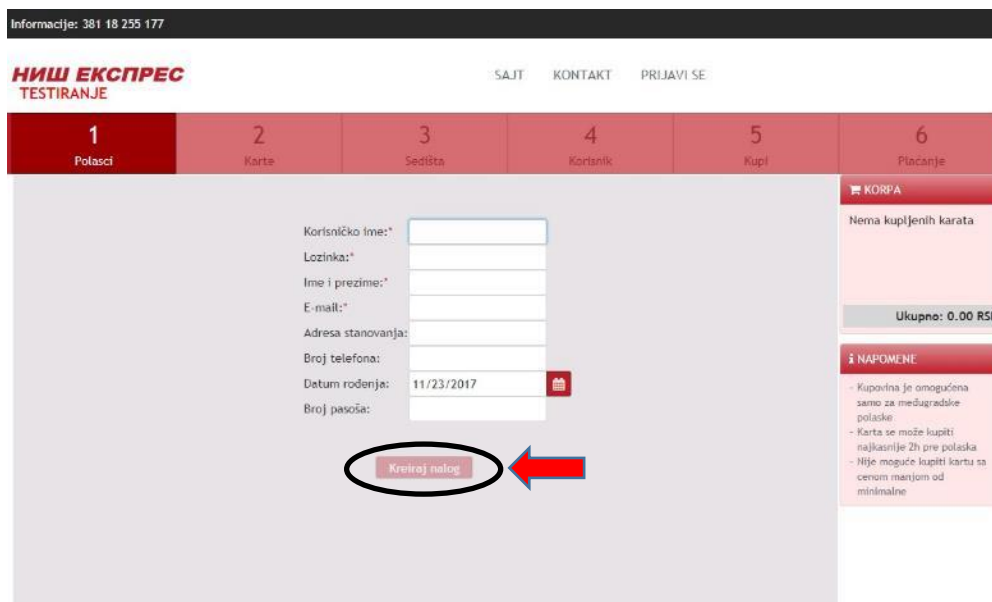 Informacije: 381 18 255 177
НИШ ЕКСПРЕС
TESTIRANJE
SAJT KONTAKT PRIJAVI SE
1 2 3 4 5 6
Polasci Karte Sedišta Korisnik Kupi Plaćanje
Korisničko ime:*
Lozinka:*
Ime i prezime:*
E-mail:*
Adresa stanovanja:
Broj telefona:
Datum rođenja: 11/23/2017
Broj pasoša:
Kreiraj nalog
KORPA
Nema kupljenih karata
Ukupno: 0.00
NAPOMENE
- Kupovina je omogućena
samo za međugradske
polaske
- Karta se može kupiti
najkasnije 2h pre polaska
- Nije moguće kupiti kartu sa
cenom manjom od
minimalne